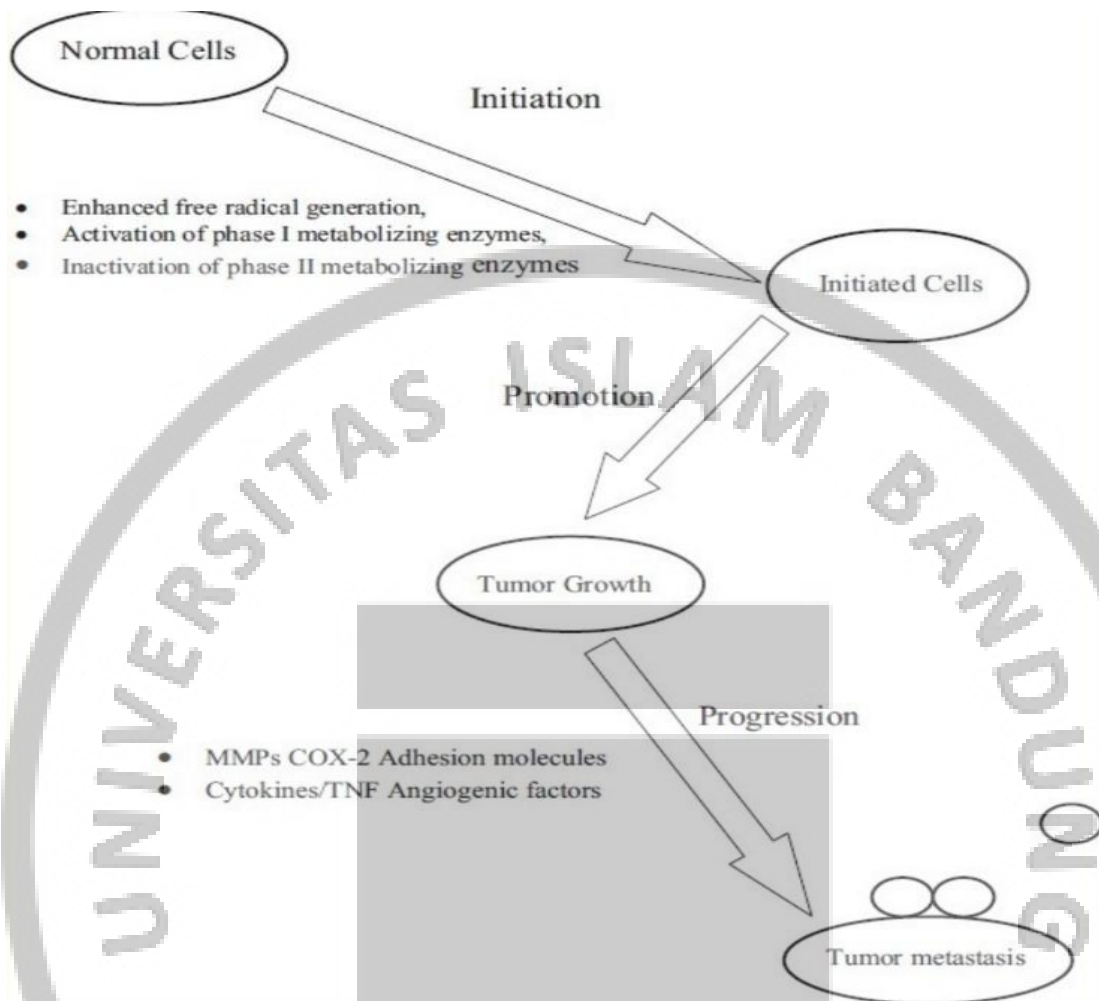 Normal Cells
Initiation
• Enhanced free radical generation,
• Activation of phase I metabolizing enzymes,
• Inactivation of phase II metabolizing enzymes
Initiated Cells
UNIVERSITAS ISLAM BANDUNG
Promotion
Tumor Growth
Progression
• MMPs COX-2 Adhesion molecules
• Cytokines/TNF Angiogenic factors
Tumor metastasis